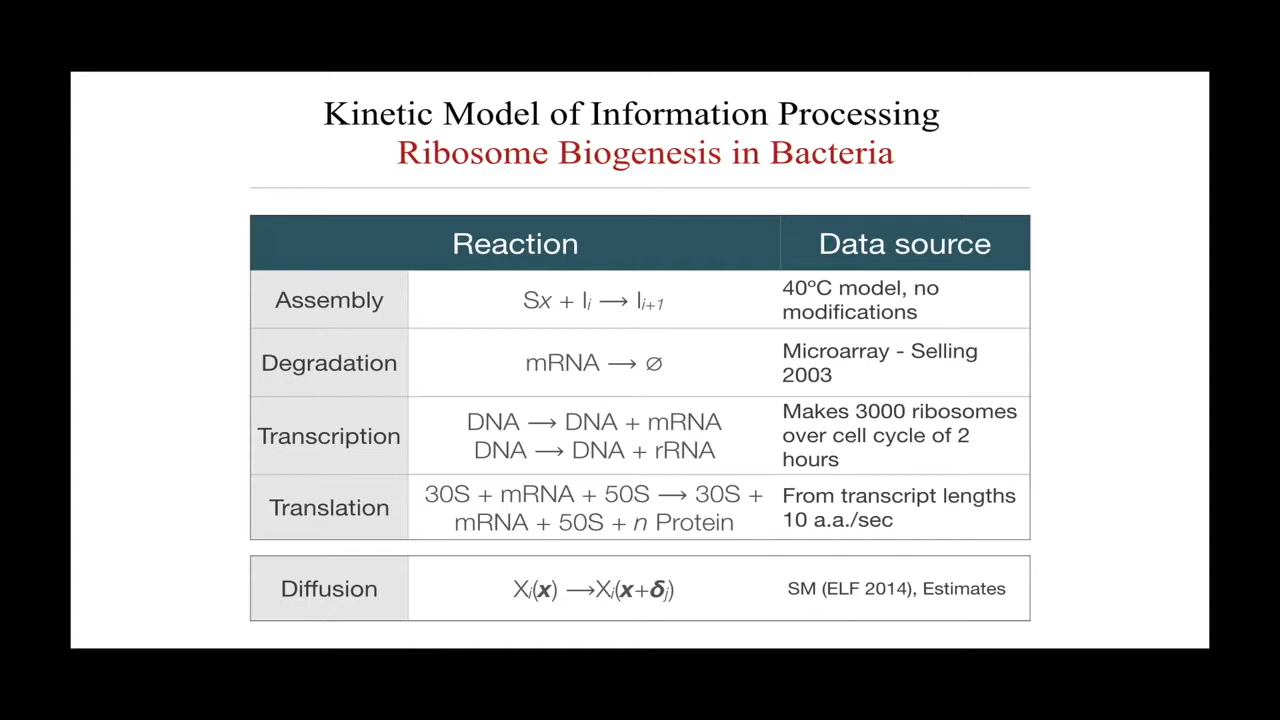 Kinetic Model of Information Processing
Ribosome Biogenesis in Bacteria
Reaction
Data source
Assembly
Sx + Ii ⟶ Ii+1
40ºC model, no
modifications
Degradation
mRNA ⟶ ∅
Microarray - Selling
2003
Transcription
DNA ⟶ DNA + mRNA
DNA ⟶ DNA + rRNA
Makes 3000 ribosomes
over cell cycle of 2
hours
Translation
30S + mRNA + 50S ⟶ 30S +
mRNA + 50S + n Protein
From transcript lengths
10 a.a./sec
Diffusion
Xi(x) ⟶Xi(x+δj)
SM (ELF 2014), Estimates